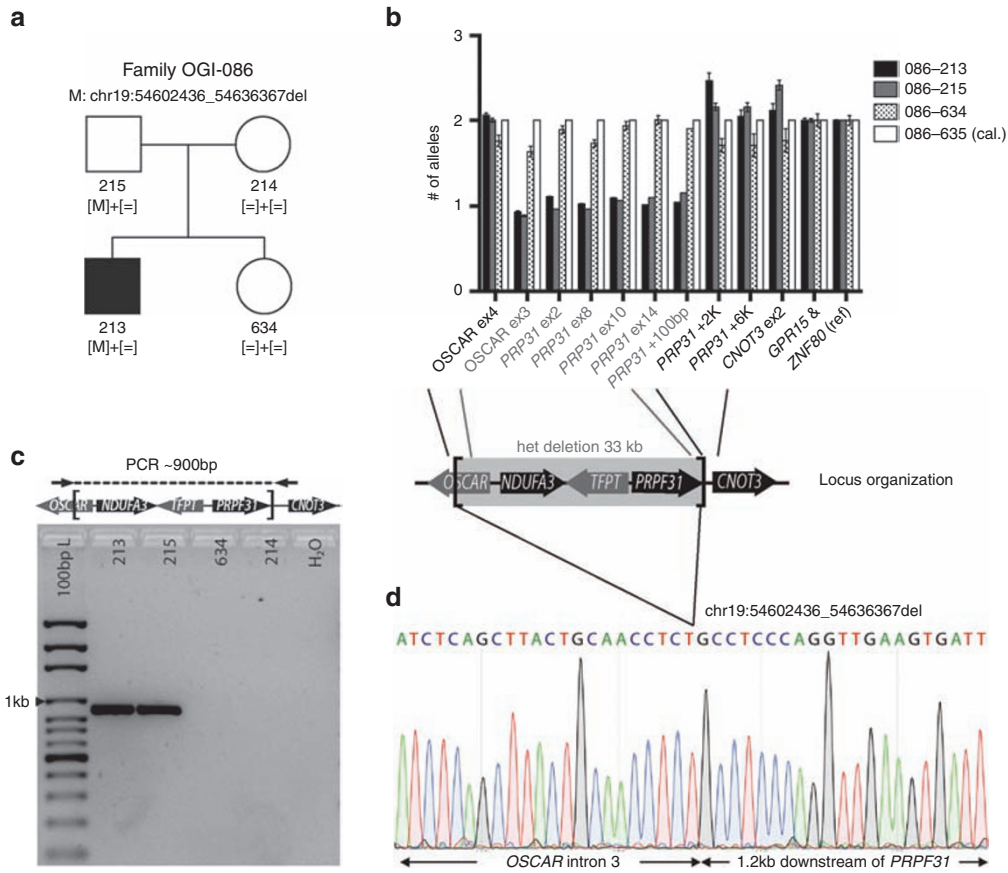 a
Family OGI-086
M: chr19:54602436_54636367del
215
[M]+[=]
214
[=]+[=]
213
[M]+[=]
634
[=]+[=]
b
3
2
1
0
# of alleles
086–213
086–215
086–634
086–635 (cal.)
OSCAR ex4
OSCAR ex3
PRP31 ex2
PRP31 ex8
PRP31 ex10
PRP31 ex14
PRP31 +100bp
PRP31 +2K
PRP31 +6K
CNOT3 ex2
GPR15 &
ZNF80 (ref)
het deletion 33 kb
OSCAR
NDUFA3
TFPT
PRPF31
CNOT3
Locus organization
c
PCR ~900bp
OSCAR
NDUFA3
TFPT
PRPF31
CNOT3
100bp L
213
215
634
214
H₂O
1kb
d
chr19:54602436_54636367del
ATCTCAGCTTACTGCAACCTCTGCCTCCCAGGTTGAAGTGATT
OSCAR intron 3
1.2kb downstream of PRPF31